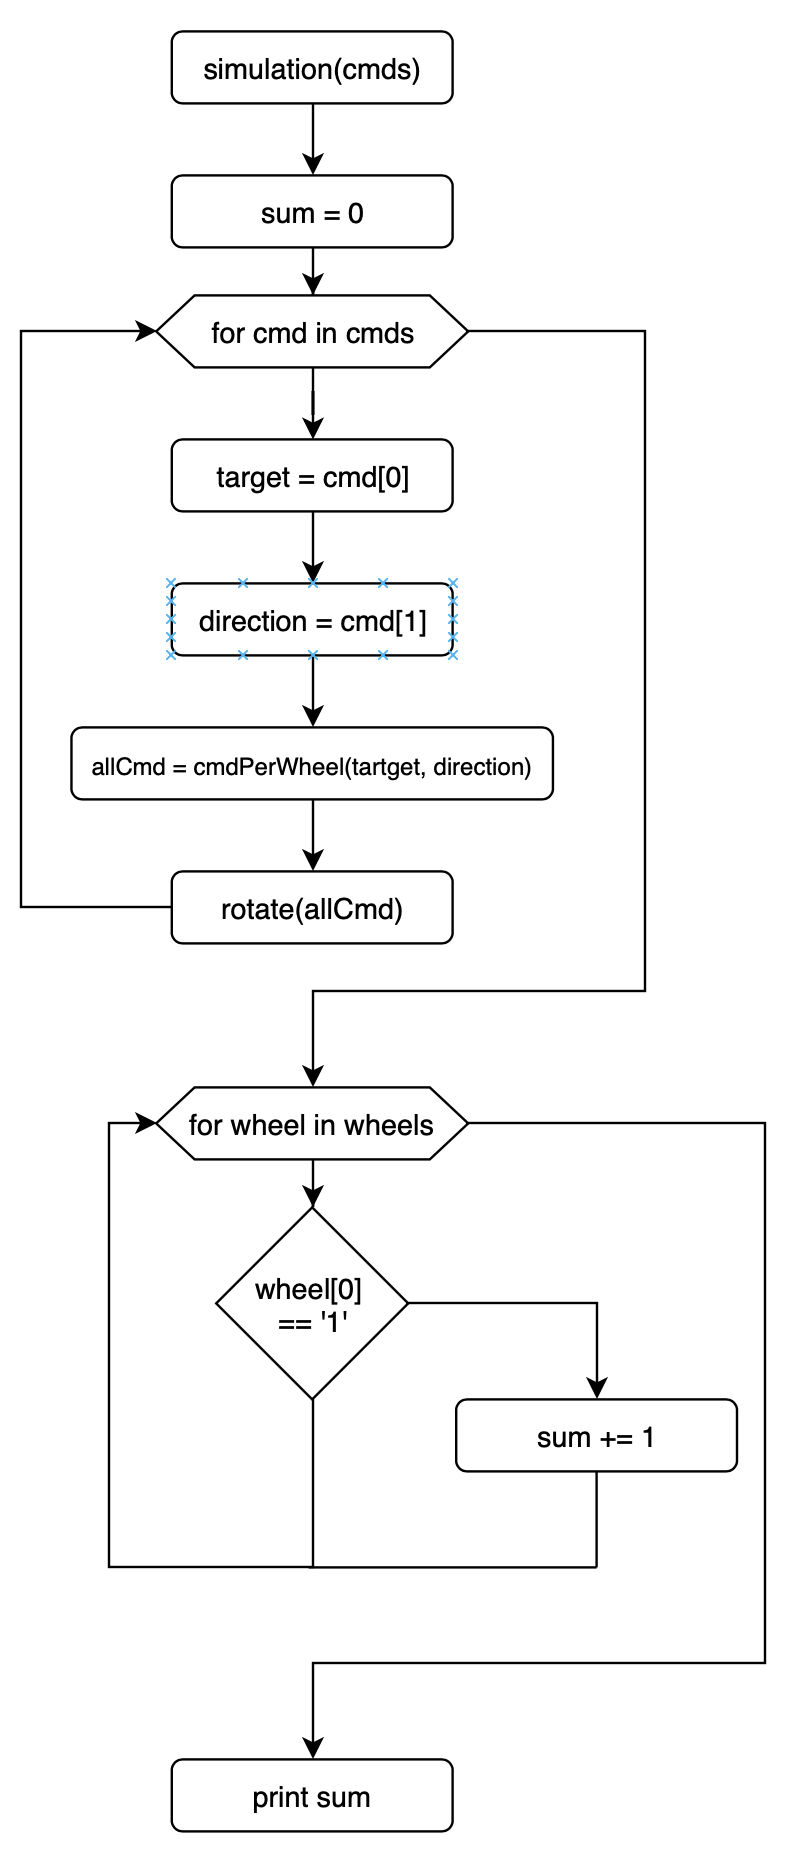 simulation(cmds)
sum = 0
for cmd in cmds
target = cmd[0]
direction = cmd[1]
allCmd = cmdPerWheel(tartget, direction)
rotate(allCmd)
for wheel in wheels
wheel[0]
== '1'
sum += 1
print sum